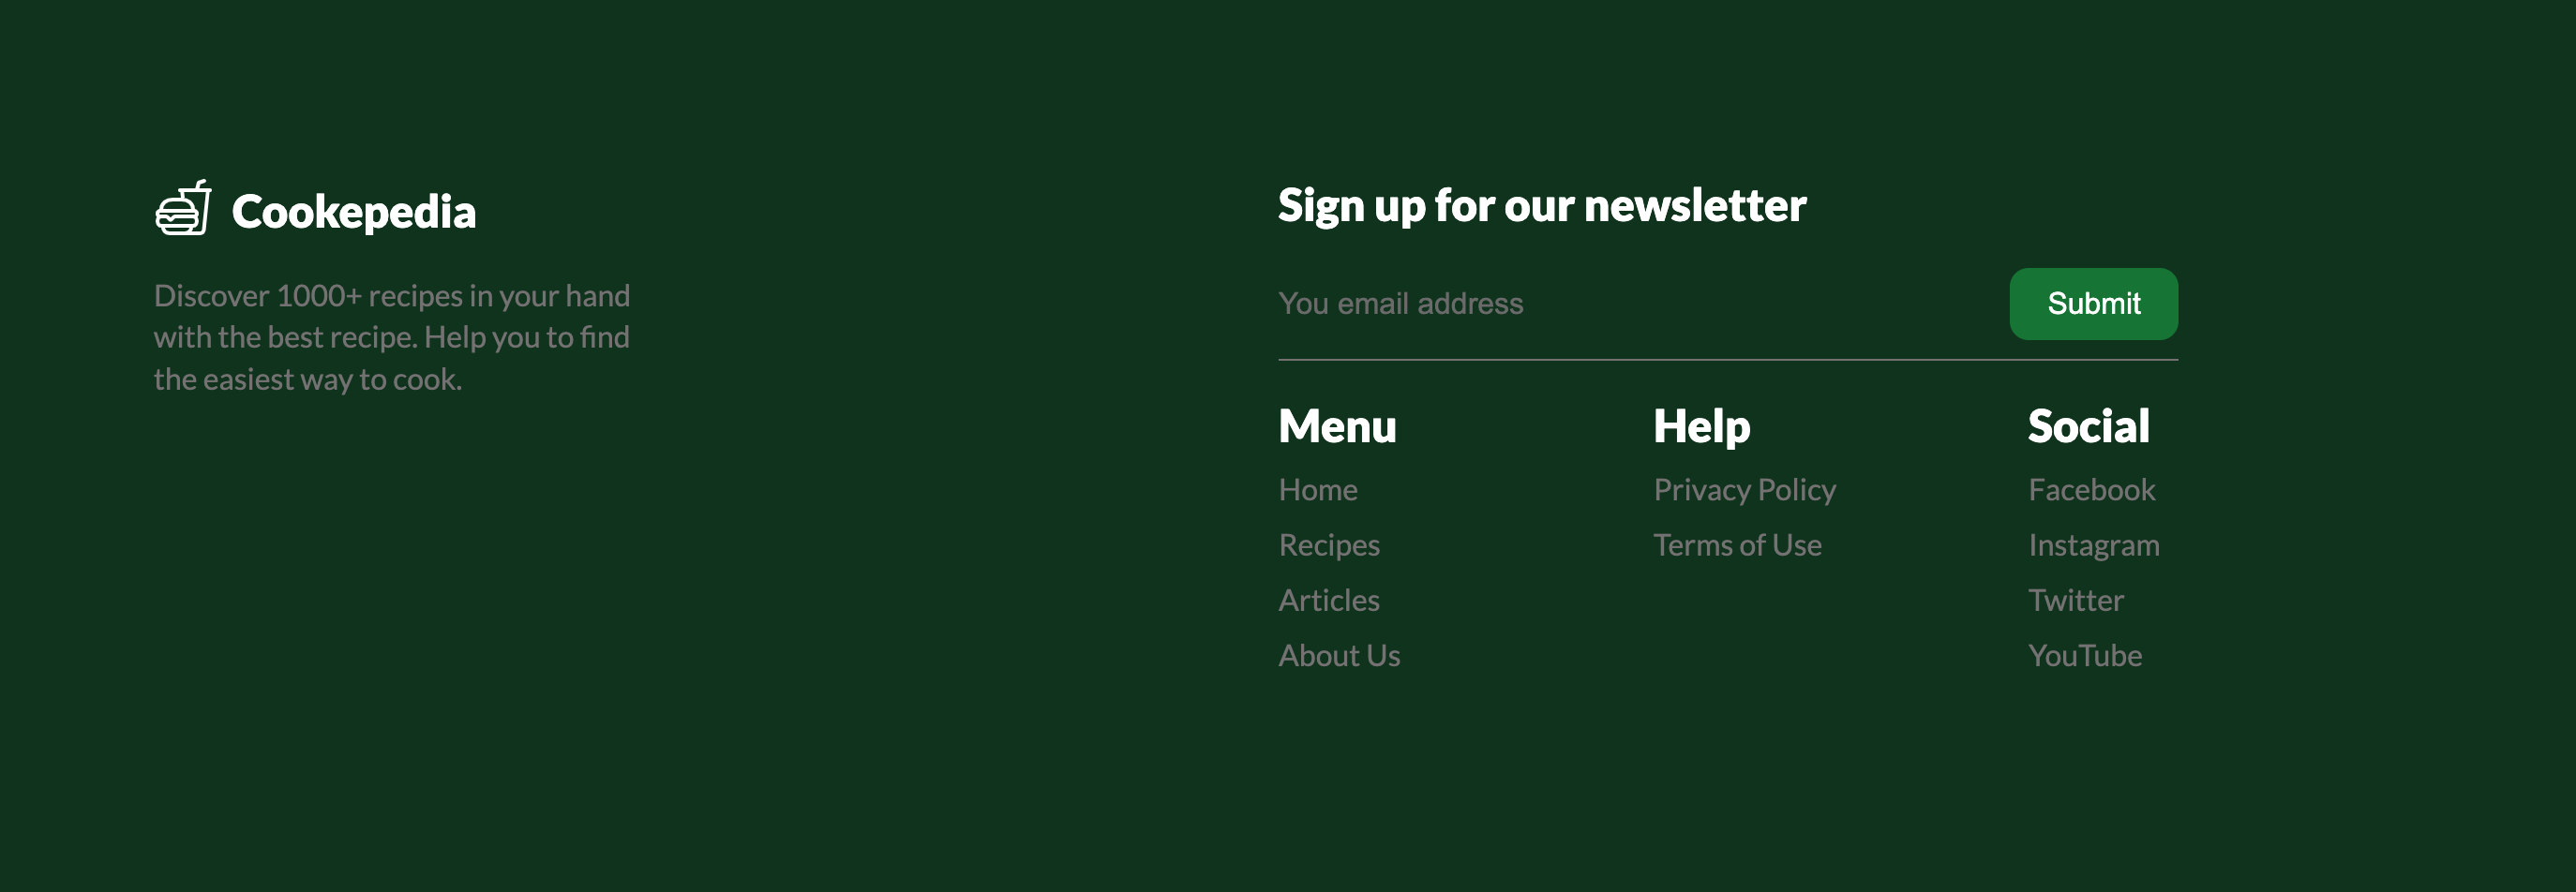 Cookepedia
Discover 1000+ recipes in your hand
with the best recipe. Help you to find
the easiest way to cook.
Sign up for our newsletter
You email address
Submit
Menu
Home
Recipes
Articles
About Us
Help
Privacy Policy
Terms of Use
Social
Facebook
Instagram
Twitter
YouTube